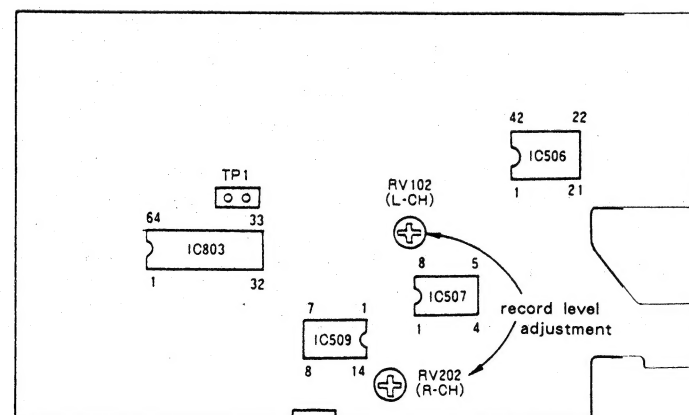 42 22
IC506
1 21
TP1
RV102
(L-CH)
64 33
IC803
1 32
8 5
IC507
1 4
record level
adjustment
7 1
IC509
8 14
RV202
(R-CH)